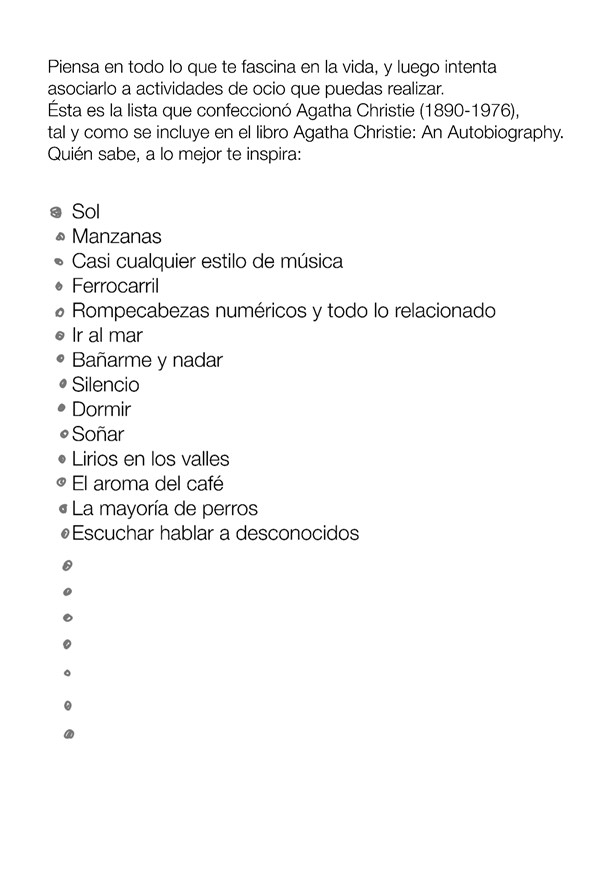 Piensa en todo lo que te fascina en la vida, y luego intenta
asociarlo a actividades de ocio que puedas realizar.
Ésta es la lista que confeccionó Agatha Christie (1890-1976),
tal y como se incluye en el libro Agatha Christie: An Autobiography.
Quién sabe, a lo mejor te inspira:
Sol
Manzanas
Casi cualquier estilo de música
Ferrocarril
Rompecabezas numéricos y todo lo relacionado
Ir al mar
Bañarme y nadar
Silencio
Dormir
Soñar
Lirios en los valles
El aroma del café
La mayoría de perros
Escuchar hablar a desconocidos